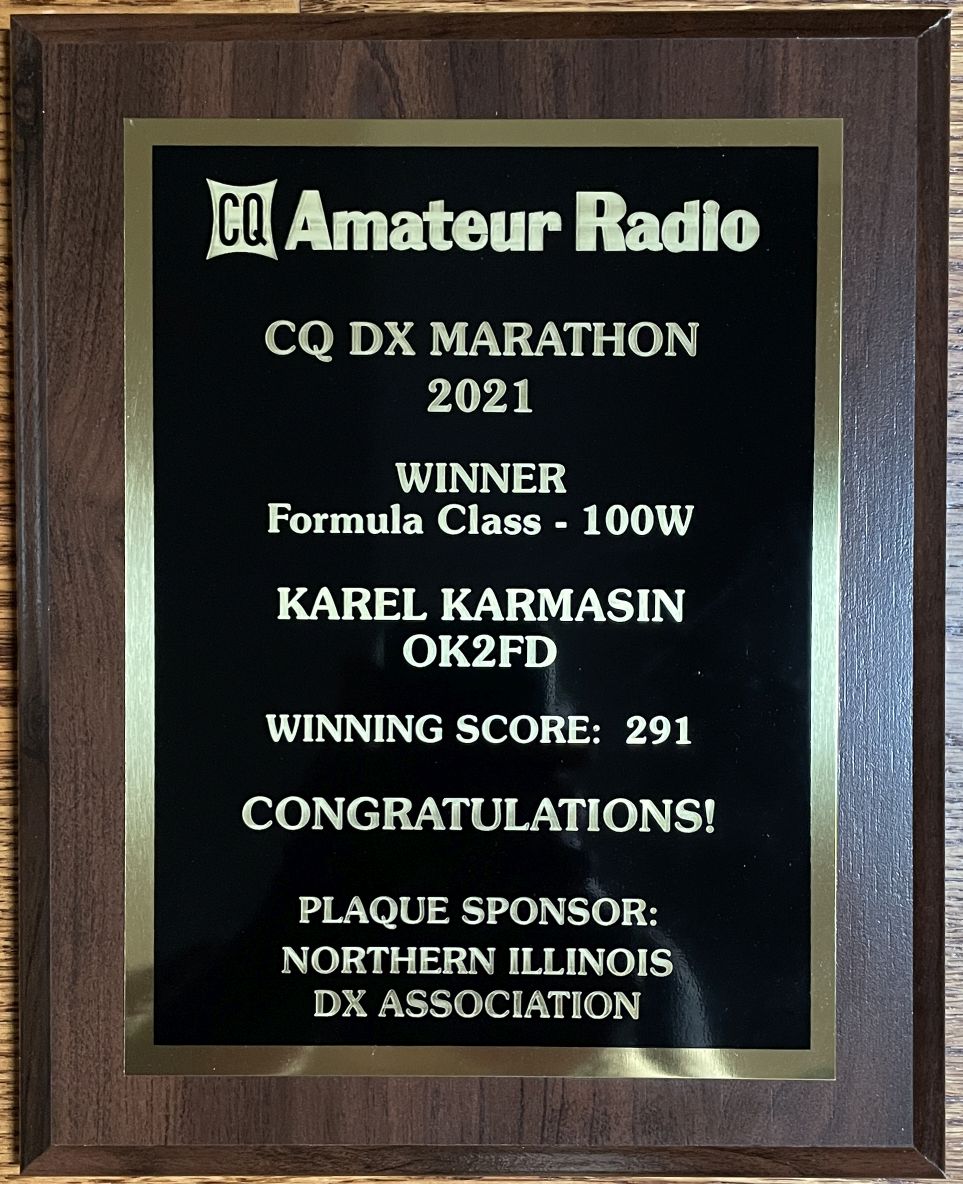 CQ Amateur Radio
CQ DX MARATHON
2021
WINNER
Formula Class - 100W
KAREL KARMASIN
OK2FD
WINNING SCORE: 291
CONGRATULATIONS!
PLAQUE SPONSOR:
NORTHERN ILLINOIS
DX ASSOCIATION